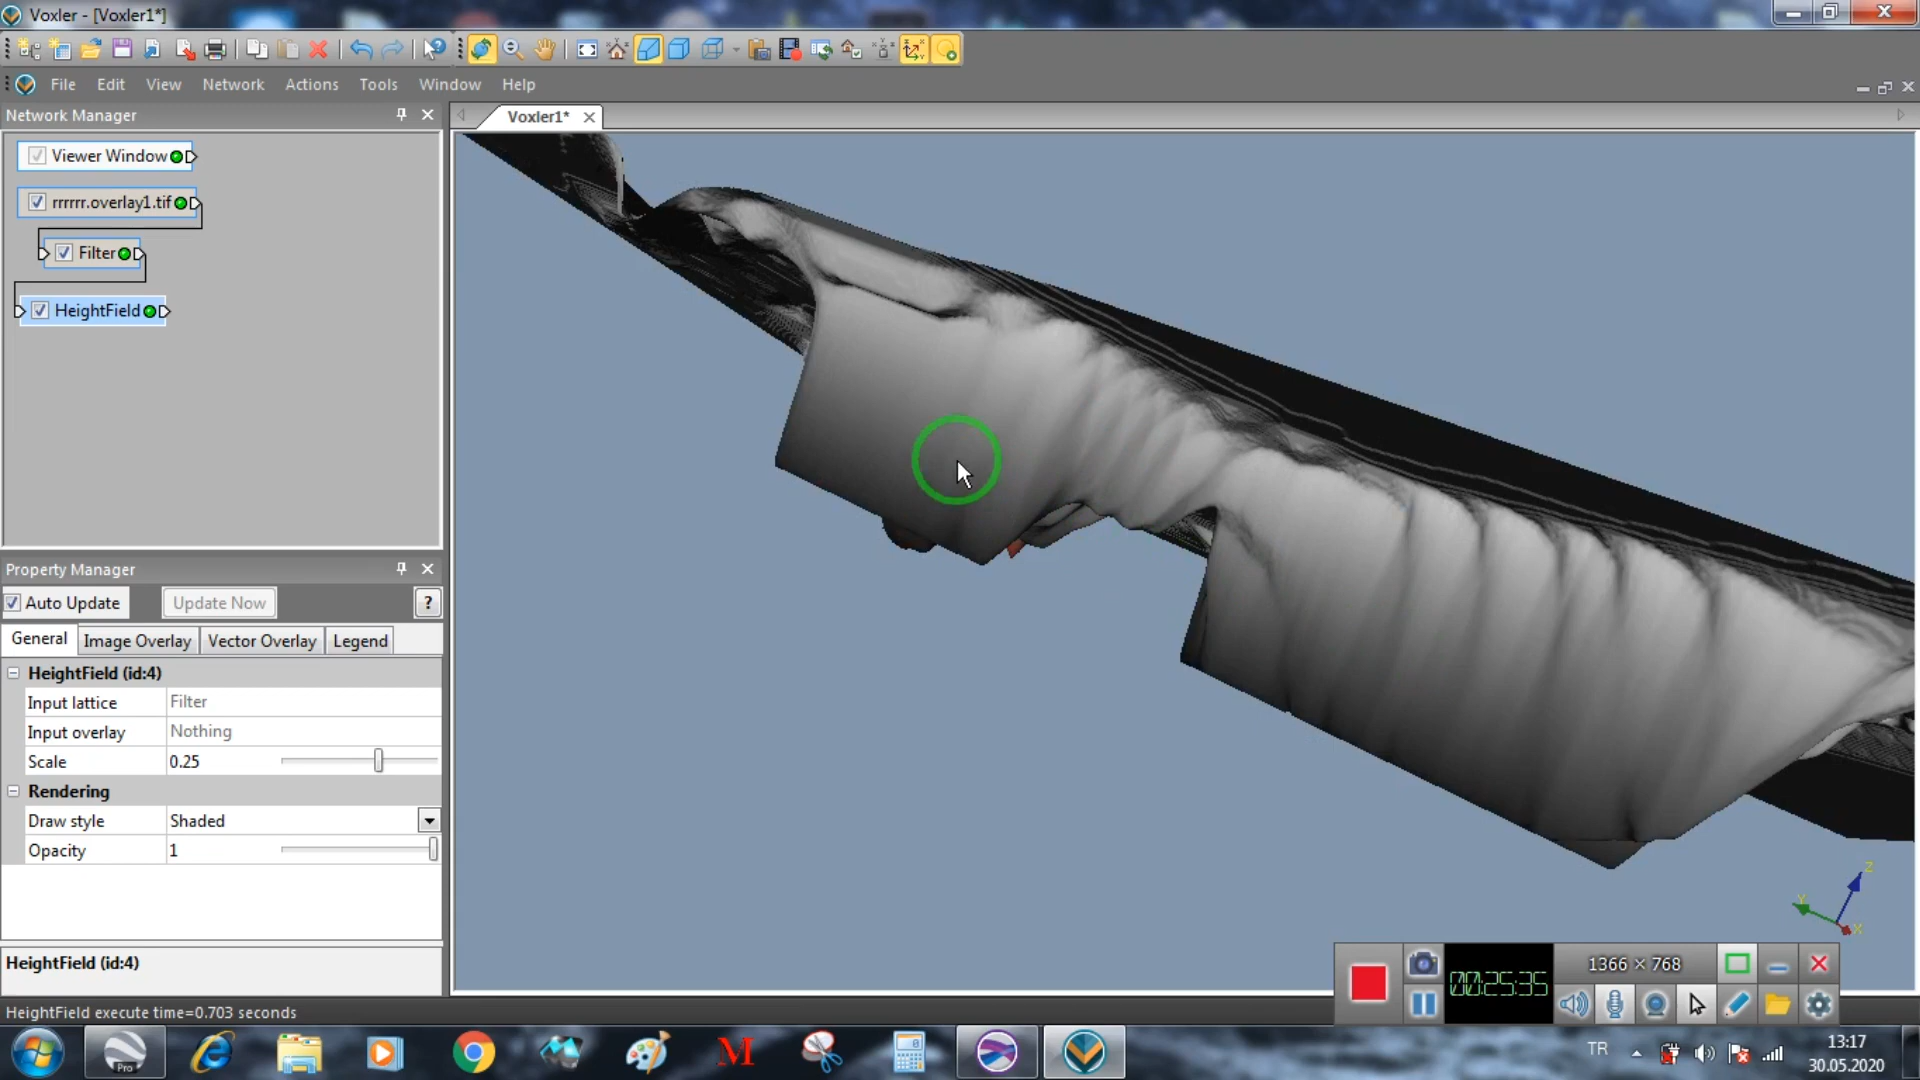 Voxler - [Voxler1*]
File Edit View Network Actions Tools Window Help
Network Manager
Voxler1*
Viewer Window
rrrrrr.overlay1.tif
Filter
HeightField
Property Manager
Auto Update Update Now ?
General Image Overlay Vector Overlay Legend
HeightField (id:4)
Input lattice Filter
Input overlay Nothing
Scale 0.25
Rendering
Draw style Shaded
Opacity 1
HeightField (id:4)
Z
Y
X
1366 × 768
00:25:35
HeightField execute time=0.703 seconds
Pro
M
0
TR
13:17
30.05.2020